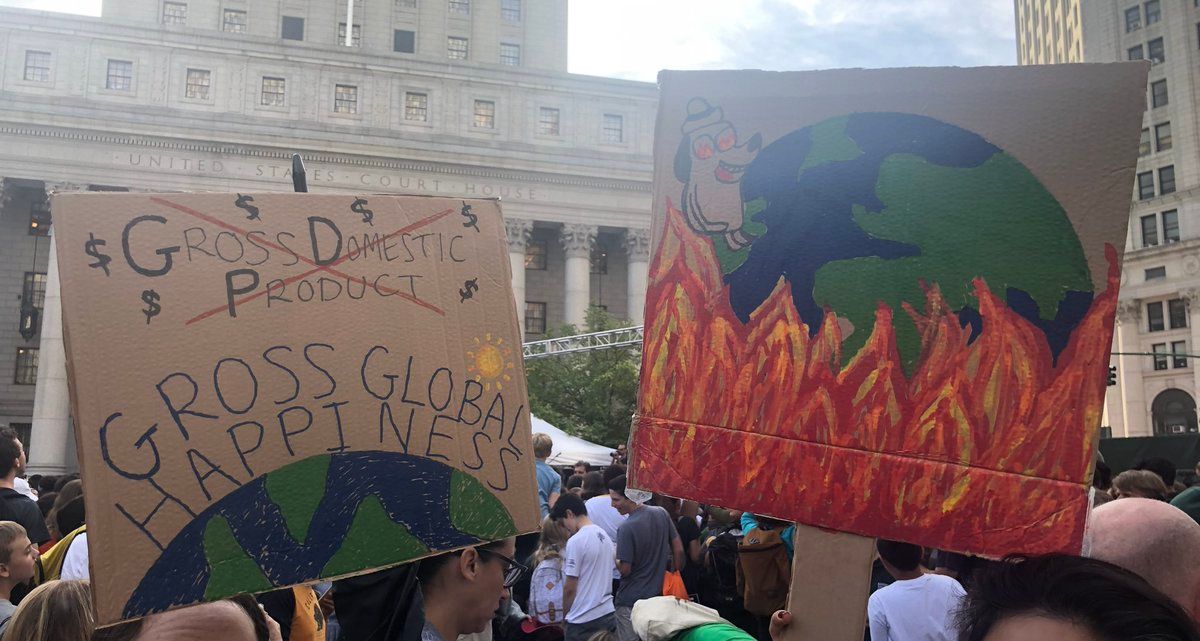 UNITED STATES COURT HOUSE
$ $ $
$ GROSS DOMESTIC
$ PRODUCT $
GROSS GLOBAL
HAPPINESS